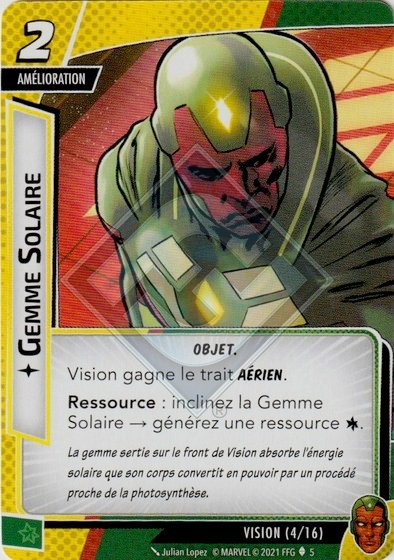 2
AMÉLIORATION
GEMME SOLAIRE
OBJET.
Vision gagne le trait AÉRIEN.
Ressource : inclinez la Gemme
Solaire → générez une ressource ✶.
La gemme sertie sur le front de Vision absorbe l'énergie
solaire que son corps convertit en pouvoir par un procédé
proche de la photosynthèse.
VISION (4/16)
Julian Lopez © MARVEL © 2021 FFG 5
®